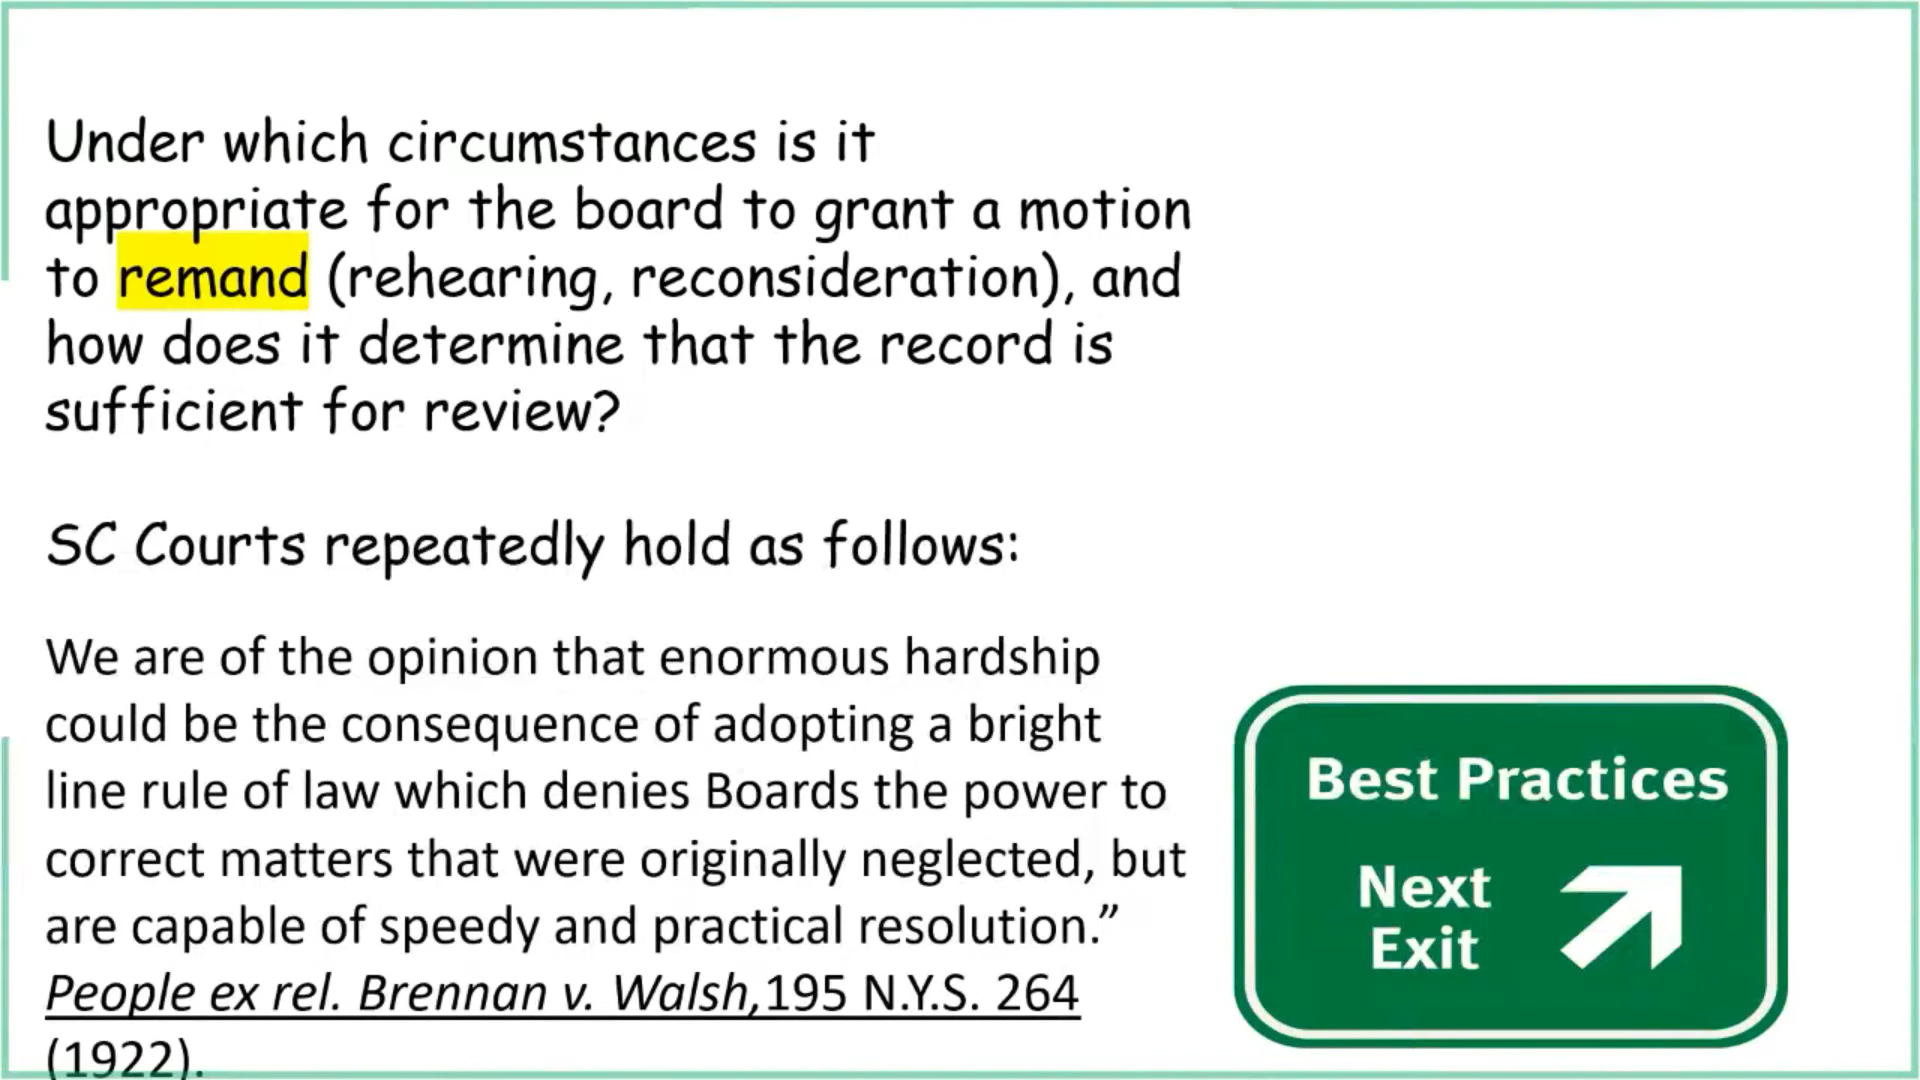 Under which circumstances is it
appropriate for the board to grant a motion
to remand (rehearing, reconsideration), and
how does it determine that the record is
sufficient for review?
SC Courts repeatedly hold as follows:
We are of the opinion that enormous hardship
could be the consequence of adopting a bright
line rule of law which denies Boards the power to
correct matters that were originally neglected, but
are capable of speedy and practical resolution.”
People ex rel. Brennan v. Walsh,195 N.Y.S. 264
(1922).
Best Practices
Next
Exit